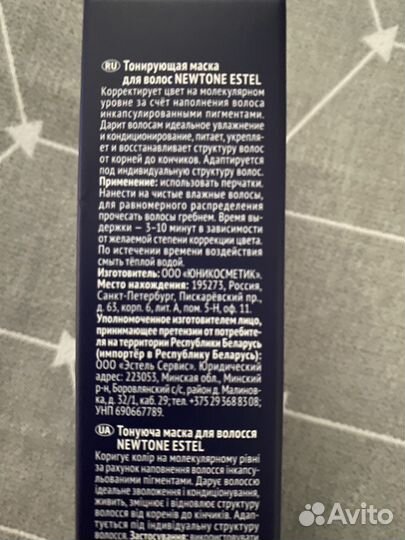 RU Тонирующая маска
для волос NEWTONE ESTEL
Корректирует цвет на молекулярном
уровне за счёт наполнения волоса
инкапсулированными пигментами.
Дарит волосам идеальное увлажнение
и кондиционирование, питает, укрепля-
ет и восстанавливает структуру волос
от корней до кончиков. Адаптируется
под индивидуальную структуру волос.
Применение: использовать перчатки.
Нанести на чистые влажные волосы,
для равномерного распределения
прочесать волосы гребнем. Время вы-
держки — 3–10 минут в зависимости
от желаемой степени коррекции цвета.
По истечении времени воздействия
смыть тёплой водой.
Изготовитель: ООО «ЮНИКОСМЕТИК».
Место нахождения: 195273, Россия,
Санкт-Петербург, Пискарёвский пр.,
д. 63, корп. 6, лит. А, пом. 5-Н, оф. 11.
Уполномоченное изготовителем лицо,
принимающее претензии от потребите-
ля на территории Республики Беларусь
(импортёр в Республику Беларусь):
ООО «Эстель Сервис». Юридический
адрес: 223053, Минская обл., Минский
р-н, Боровлянский с/с, район д. Малинов-
ка, д. 32/1, каб. 29; тел. +375 29 368 83 08;
УНП 690667789.
UA Тонуюча маска для волосся
NEWTONE ESTEL
Коригує колір на молекулярному рівні
за рахунок наповнення волосся інкапсу-
льованими пігментами. Дарує волоссю
ідеальне зволоження і кондиціонування,
живить, зміцнює і відновлює структуру
волосся від коренів до кінчиків. Адап-
тується під індивідуальну структуру
волосся. Застосування: використовувати
Avito